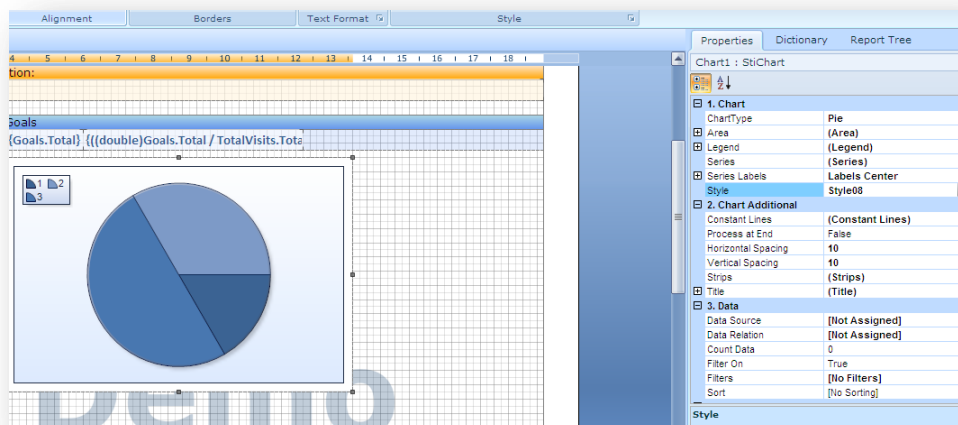 Alignment Borders Text Format Style
Properties Dictionary Report Tree
Chart1 : StiChart
4 5 6 7 8 9 10 11 12 13 14 15 16 17 18
tion:
Goals
{Goals.Total} {((double)Goals.Total / TotalVisits.Tota
1 2
3
Demo
1. Chart
ChartType Pie
Area (Area)
Legend (Legend)
Series (Series)
Series Labels Labels Center
Style Style08
2. Chart Additional
Constant Lines (Constant Lines)
Process at End False
Horizontal Spacing 10
Vertical Spacing 10
Strips (Strips)
Title (Title)
3. Data
Data Source [Not Assigned]
Data Relation [Not Assigned]
Count Data 0
Filter On True
Filters [No Filters]
Sort [No Sorting]
Style